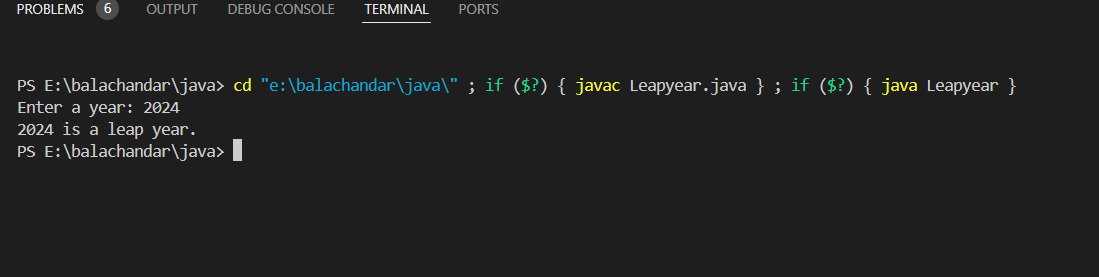 PROBLEMS 6 OUTPUT DEBUG CONSOLE TERMINAL PORTS
PS E:\balachandar\java> cd "e:\balachandar\java\" ; if ($?) { javac Leapyear.java } ; if ($?) { java Leapyear }
Enter a year: 2024
2024 is a leap year.
PS E:\balachandar\java>